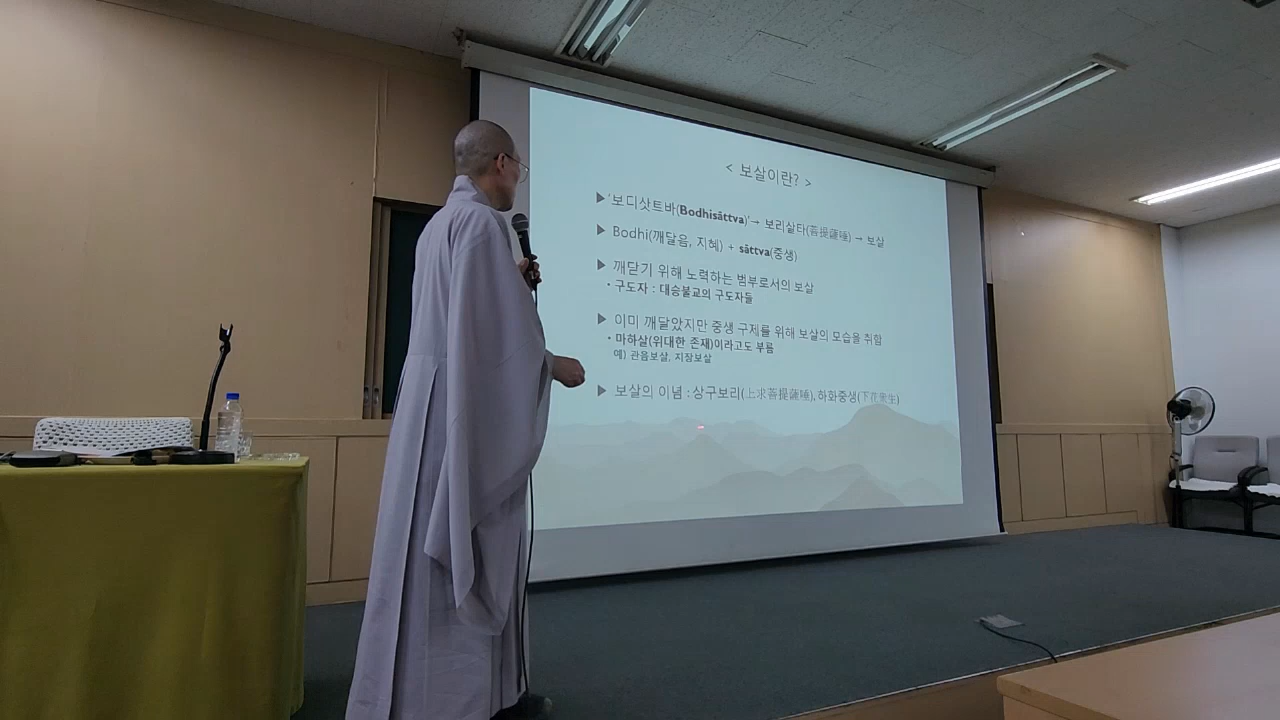 < 보살이란? >
'보디삿트바(Bodhisāttva)'→ 보리살타(菩提薩埵) → 보살
Bodhi(깨달음, 지혜) + sāttva(중생)
깨닫기 위해 노력하는 범부로서의 보살
· 구도자 : 대승불교의 구도자들
이미 깨달았지만 중생 구제를 위해 보살의 모습을 취함
· 마하살(위대한 존재)이라고도 부름
예) 관음보살, 지장보살
보살의 이념 : 상구보리(上求菩提薩埵), 하화중생(下化衆生)